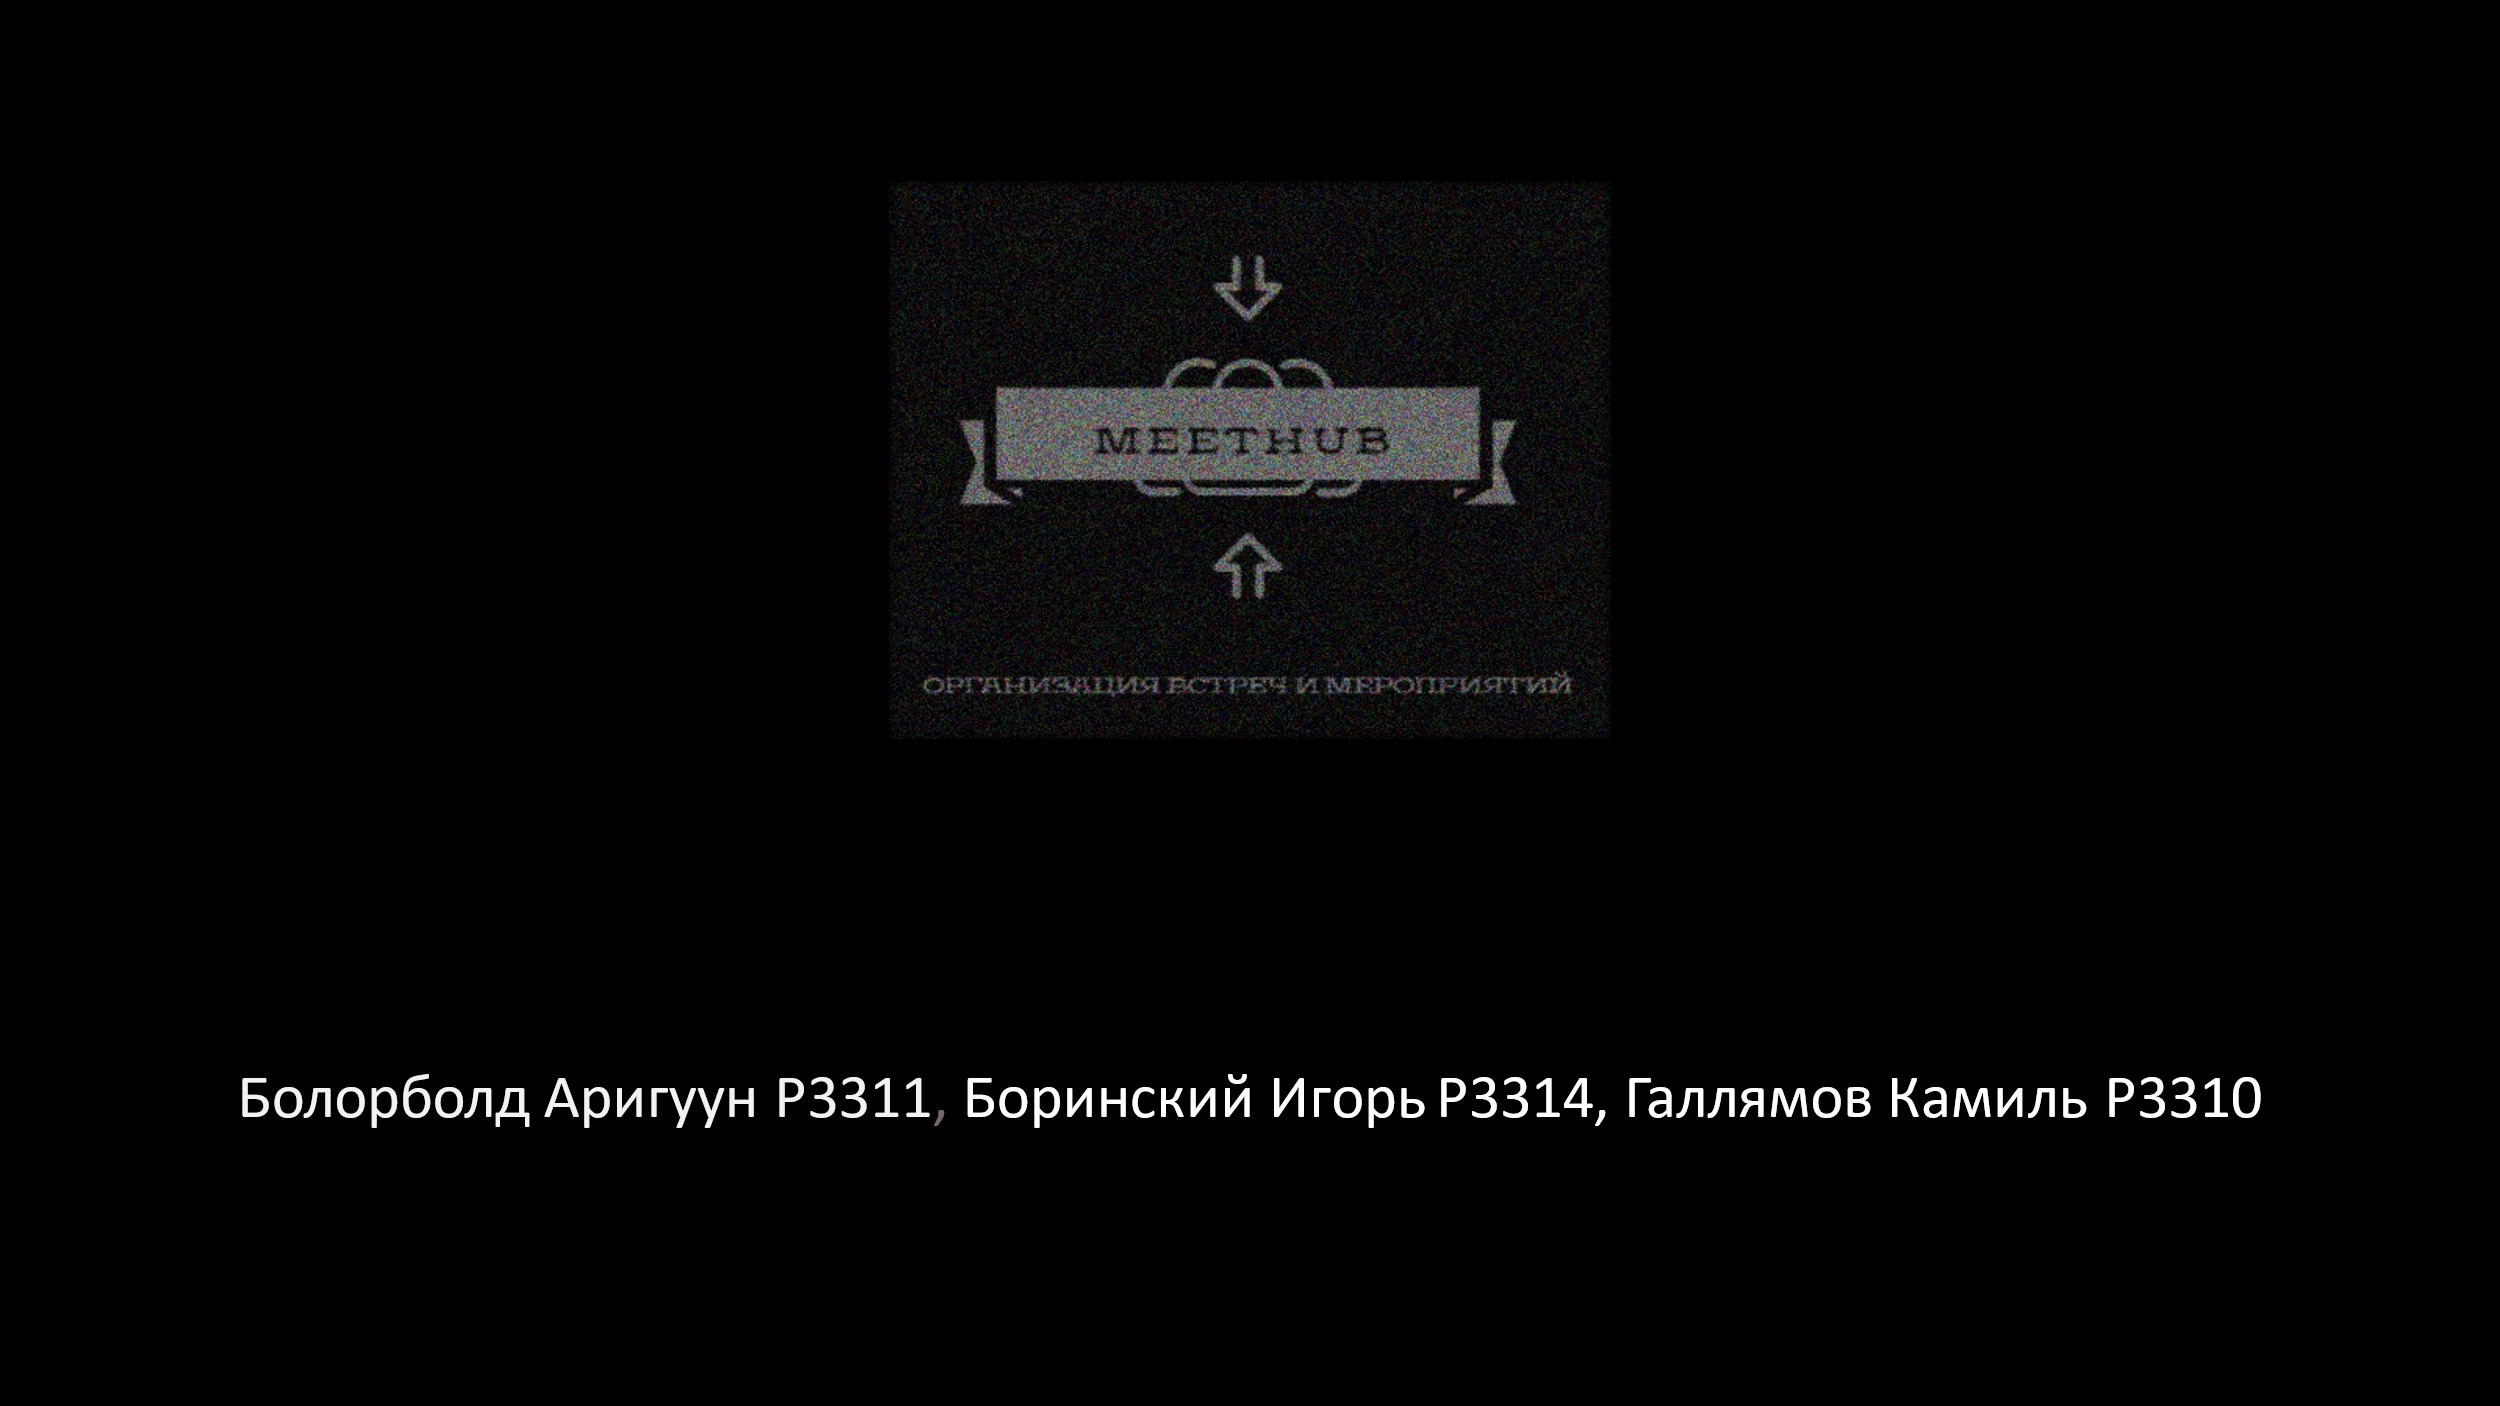 MEETHUB
ОРГАНИЗАЦИЯ ВСТРЕЧ И МЕРОПРИЯТИЙ
Болорболд Аригуун P3311, Боринский Игорь P3314, Галлямов Камиль P3310